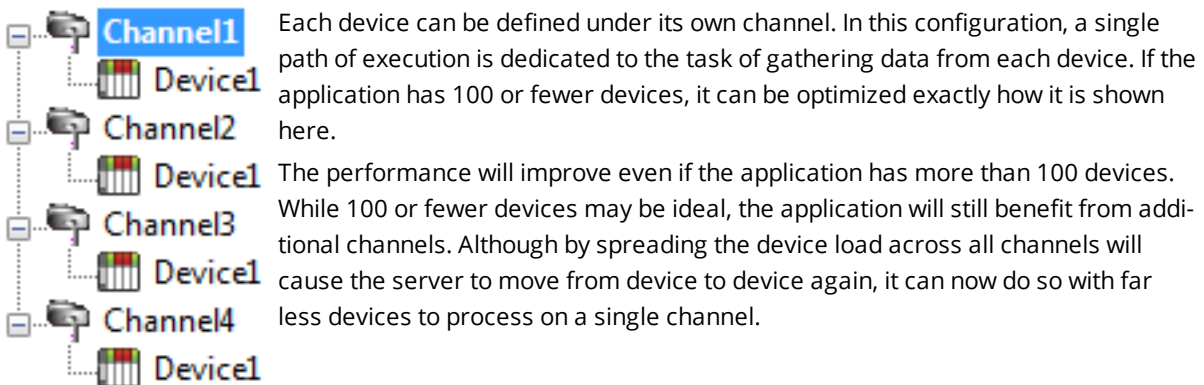 Channel1
Device1
Channel2
Device1
Channel3
Device1
Channel4
Device1
Each device can be defined under its own channel. In this configuration, a single
path of execution is dedicated to the task of gathering data from each device. If the
application has 100 or fewer devices, it can be optimized exactly how it is shown
here.
The performance will improve even if the application has more than 100 devices.
While 100 or fewer devices may be ideal, the application will still benefit from addi-
tional channels. Although by spreading the device load across all channels will
cause the server to move from device to device again, it can now do so with far
less devices to process on a single channel.